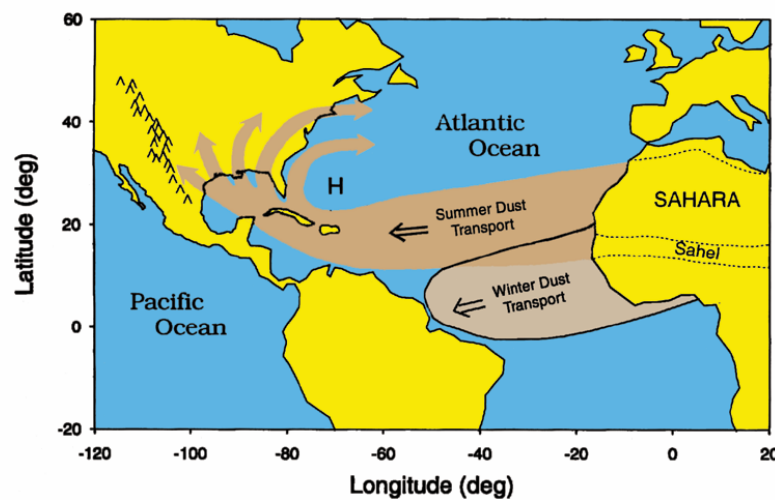 60
40
20
0
-20
Latitude (deg)
Atlantic
Ocean
H
SAHARA
Summer Dust
Transport
Sahel
Winter Dust
Transport
Pacific
Ocean
-120
-100
-80
-60
-40
-20
0
20
Longitude (deg)